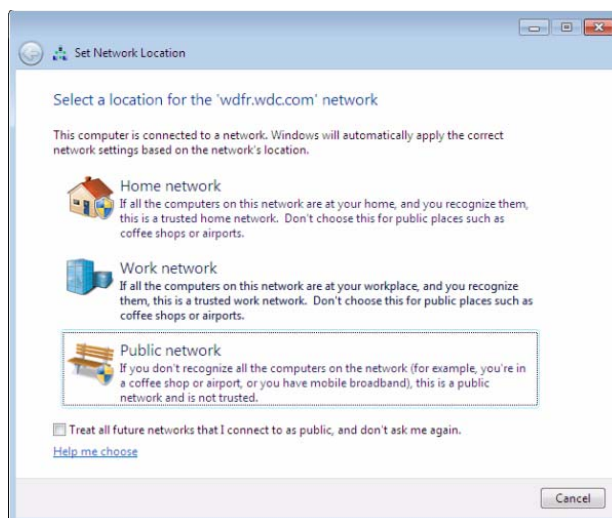 Set Network Location
Select a location for the 'wdfr.wdc.com' network
This computer is connected to a network. Windows will automatically apply the correct
network settings based on the network's location.
Home network
If all the computers on this network are at your home, and you recognize them,
this is a trusted home network. Don't choose this for public places such as
coffee shops or airports.
Work network
If all the computers on this network are at your workplace, and you recognize
them, this is a trusted work network. Don't choose this for public places such as
coffee shops or airports.
Public network
If you don't recognize all the computers on the network (for example, you're in
a coffee shop or airport, or you have mobile broadband), this is a public
network and is not trusted.
Treat all future networks that I connect to as public, and don't ask me again.
Help me choose
Cancel